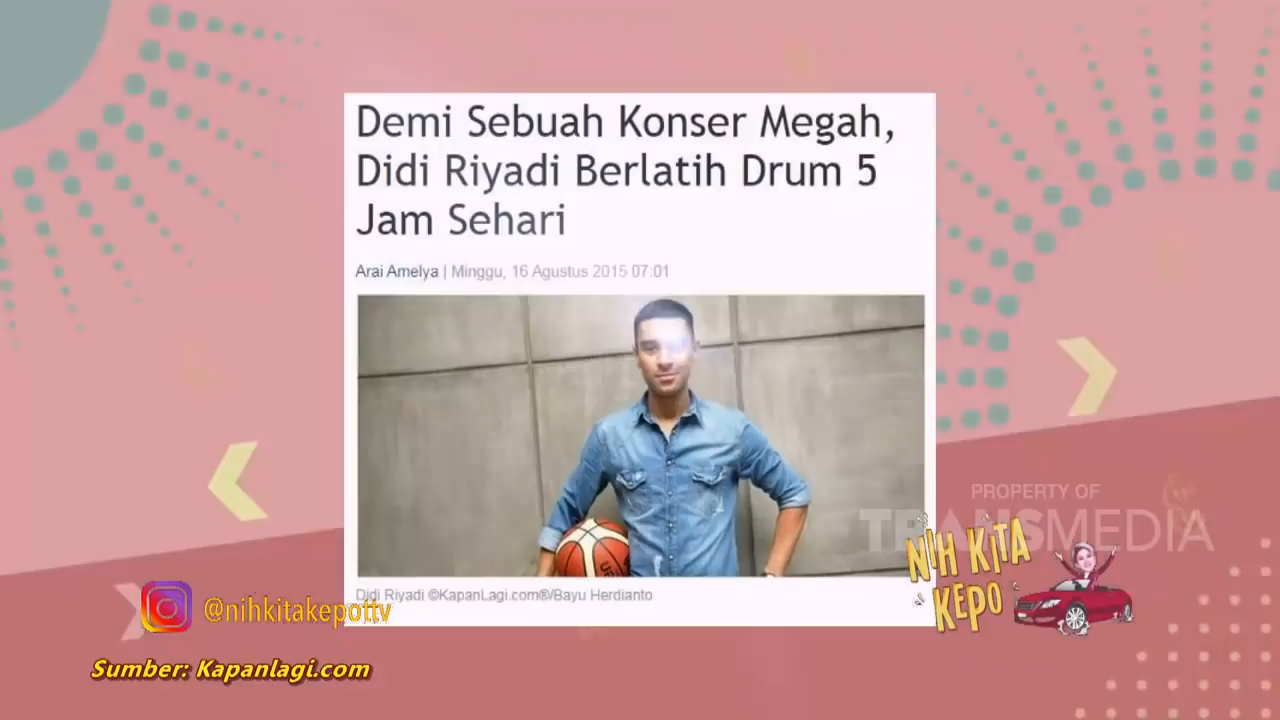 Demi Sebuah Konser Megah,
Didi Riyadi Berlatih Drum 5
Jam Sehari
Arai Amelya | Minggu, 16 Agustus 2015 07:01
PROPERTY OF
TRANSMEDIA
NIH KITA
KEPO
Didi Riyadi ©KapanLagi.com®/Bayu Herdianto
@nihkitakepottv
Sumber: Kapanlagi.com